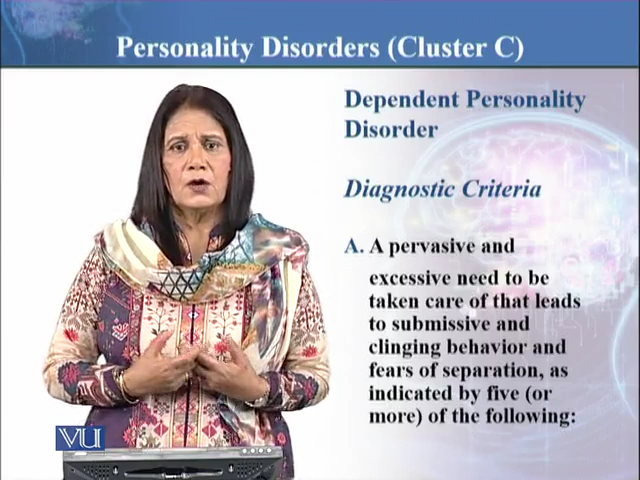 Personality Disorders (Cluster C)
Dependent Personality
Disorder
Diagnostic Criteria
A. A pervasive and
excessive need to be
taken care of that leads
to submissive and
clinging behavior and
fears of separation, as
indicated by five (or
more) of the following:
VU